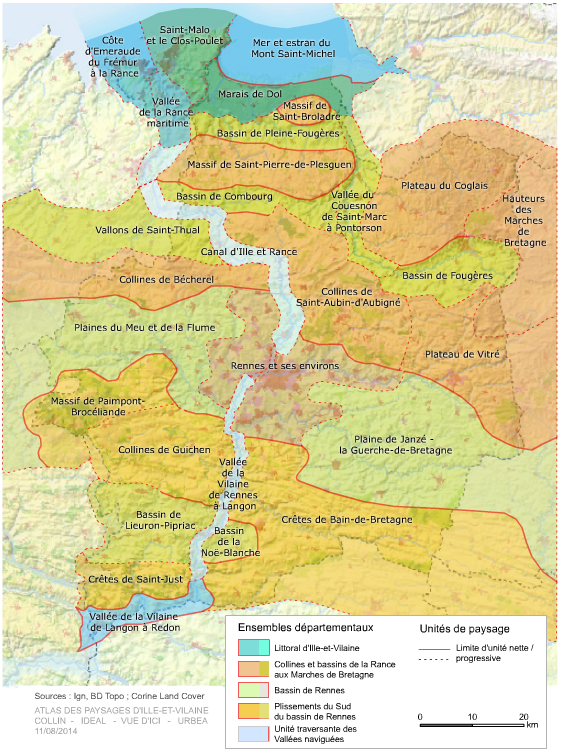 Saint-Malo
et le Clos-Poulet
Côte
d'Emeraude
du Frémur
à la Rance
Mer et estran du
Mont Saint-Michel
Vallée
de la Rance
maritime
Marais de Dol
Massif de
Saint-Broladre
Bassin de Pleine-Fougères
Massif de Saint-Pierre-de-Plesguen
Plateau du Coglais
Bassin de Combourg
Vallée du
Couesnon
de Saint-Marc
à Pontorson
Hauteurs
des
Marches
de
Bretagne
Vallons de Saint-Thual
Canal d'Ille et Rance
Bassin de Fougères
Collines de Bécherel
Collines de
Saint-Aubin-d'Aubigné
Plaines du Meu et de la Flume
Plateau de Vitré
Rennes et ses environs
Massif de Paimpont-
Brocéliande
Plaine de Janzé -
la Guerche-de-Bretagne
Collines de Guichen
Vallée
de la
Vilaine
de Rennes
à Langon
Bassin de
Lieuron-Pipriac
Crêtes de Bain-de-Bretagne
Bassin
de la
Noë-Blanche
Crêtes de Saint-Just
Vallée de la Vilaine
de Langon à Redon
Ensembles départementaux
Littoral d'Ille-et-Vilaine
Collines et bassins de la Rance
aux Marches de Bretagne
Bassin de Rennes
Plissements du Sud
du bassin de Rennes
Unité traversante des
Vallées naviguées
Unités de paysage
Limite d'unité nette /
progressive
0 10 20
km
Sources : Ign, BD Topo ; Corine Land Cover
ATLAS DES PAYSAGES D'ILLE-ET-VILAINE
COLLIN - IDEAL - VUE D'ICI - URBEA
11/08/2014